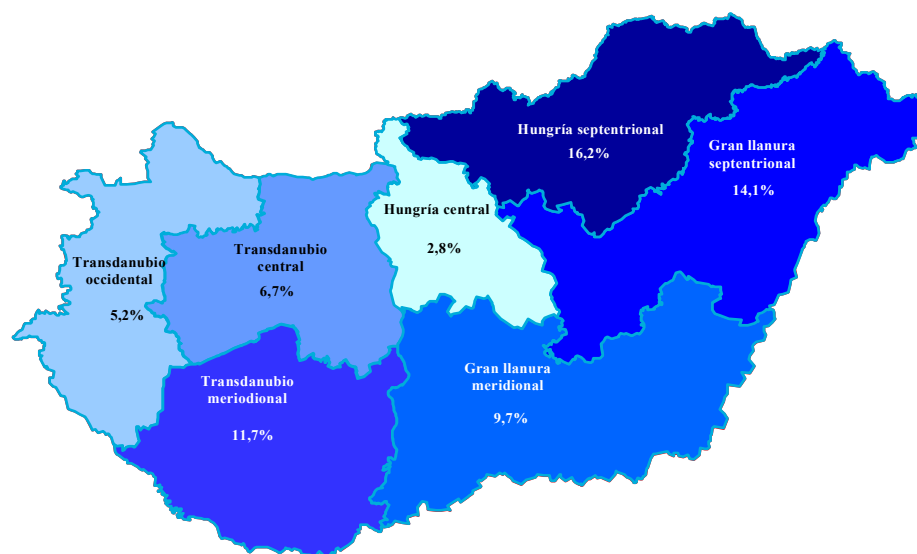 Hungría septentrional
16,2%
Gran llanura
septentrional
14,1%
Hungría central
2,8%
Transdanubio
central
6,7%
Transdanubio
occidental
5,2%
Gran llanura
meridional
9,7%
Transdanubio
meriodional
11,7%